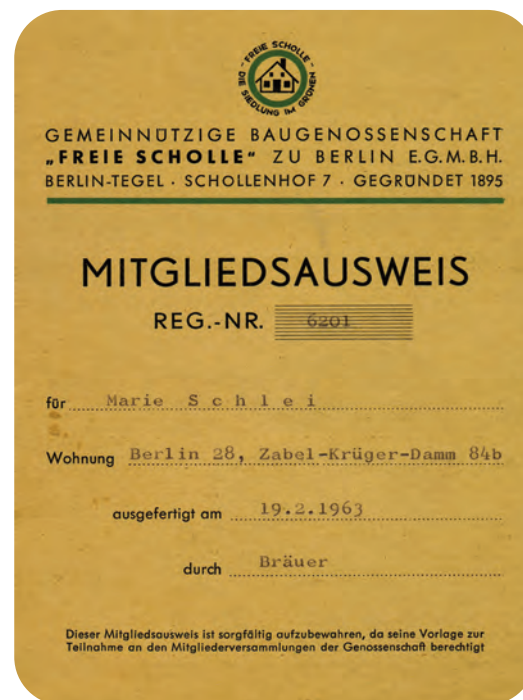 - FREIE SCHOLLE -
DIE SIEDLUNG IM GRÜNEN
GEMEINNÜTZIGE BAUGENOSSENSCHAFT
„FREIE SCHOLLE“ ZU BERLIN E.G.M.B.H.
BERLIN-TEGEL · SCHOLLENHOF 7 · GEGRÜNDET 1895
MITGLIEDSAUSWEIS
REG.-NR. 6201
für Marie Schlei
Wohnung Berlin 28, Zabel-Krüger-Damm 84b
ausgefertigt am 19.2.1963
durch Bräuer
Dieser Mitgliedsausweis ist sorgfältig aufzubewahren, da seine Vorlage zur
Teilnahme an den Mitgliederversammlungen der Genossenschaft berechtigt